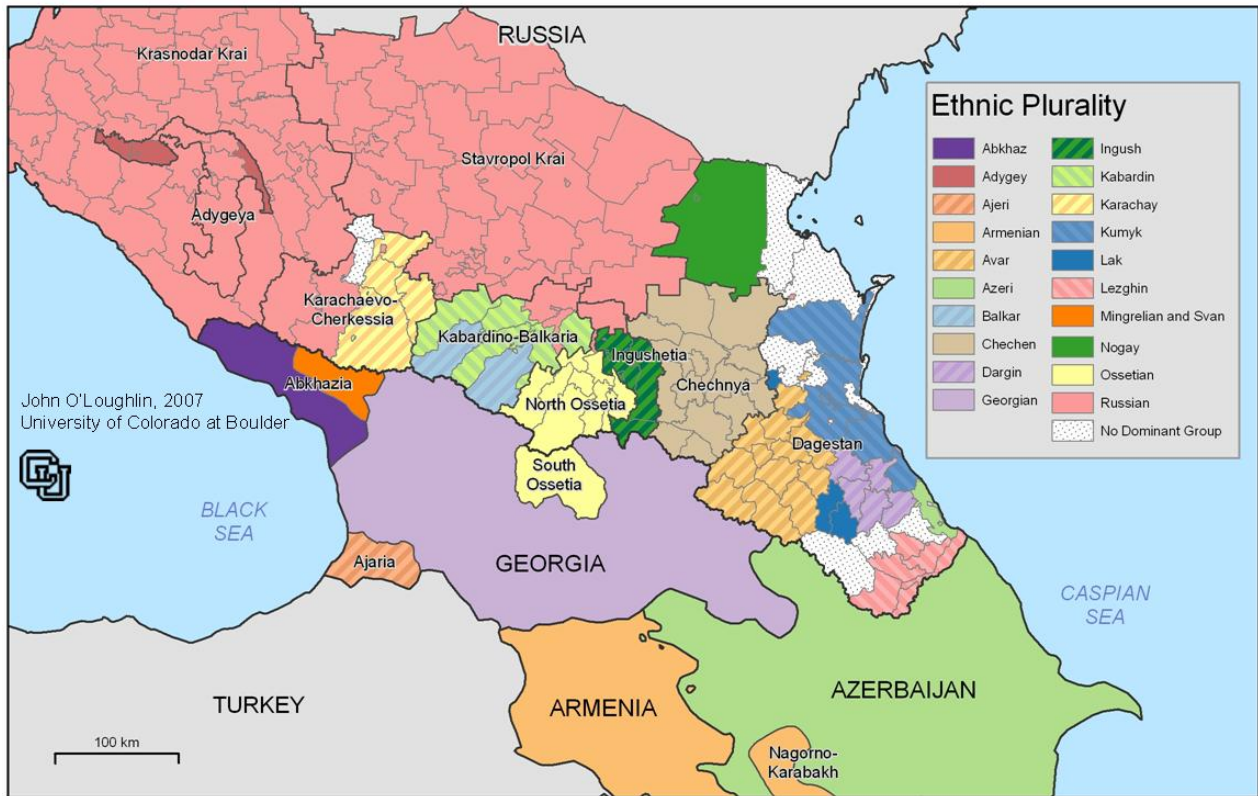 RUSSIA
Krasnodar Krai
Stavropol Krai
Adygeya
Karachaevo-
Cherkessia
Kabardino-Balkaria
Ingushetia
Chechnya
Abkhazia
North Ossetia
South
Ossetia
Dagestan
John O'Loughlin, 2007
University of Colorado at Boulder
CU
BLACK
SEA
Ajaria
GEORGIA
CASPIAN
SEA
TURKEY
ARMENIA
AZERBAIJAN
Nagorno-
Karabakh
100 km
Ethnic Plurality
Abkhaz
Adygey
Ajeri
Armenian
Avar
Azeri
Balkar
Chechen
Dargin
Georgian
Ingush
Kabardin
Karachay
Kumyk
Lak
Lezghin
Mingrelian and Svan
Nogay
Ossetian
Russian
No Dominant Group